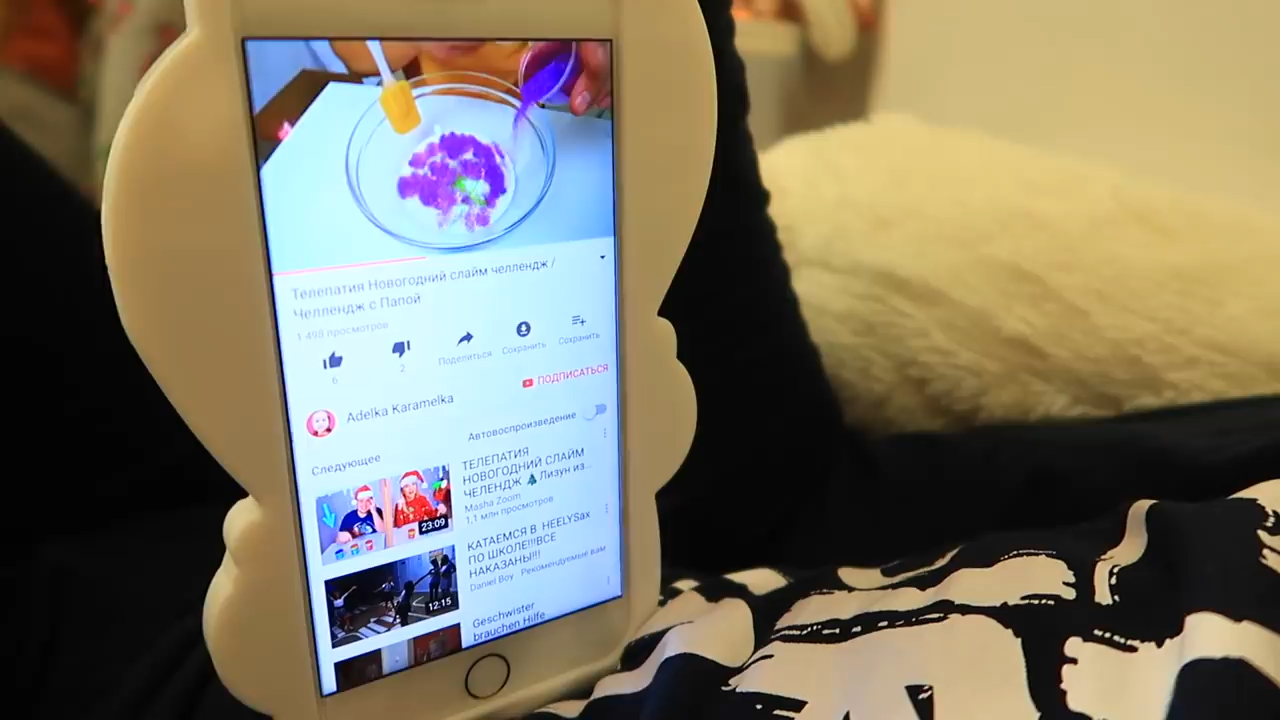 Телепатия Новогодний слайм челлендж /
Челлендж с Папой
1 498 просмотров
6
2
Поделиться
Сохранить
Сохранить
ПОДПИСАТЬСЯ
Adelka Karamelka
Автовоспроизведение
Следующее
ТЕЛЕПАТИЯ
НОВОГОДНИЙ СЛАЙМ
ЧЕЛЕНДЖ 🌲 Лизун из...
Masha Zoom
1,1 млн просмотров
23:09
КАТАЕМСЯ В HEELYSах
ПО ШКОЛЕ!!!ВСЕ
НАКАЗАНЫ!!!
Daniel Boy Рекомендуемые вам
12:15
Geschwister
brauchen Hilfe